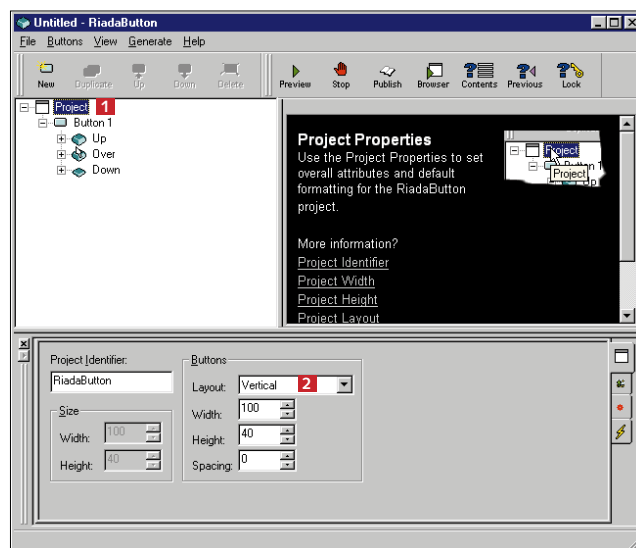 Untitled - RiadaButton
File Buttons View Generate Help
New Duplicate Up Down Delete Preview Stop Publish Browser Contents Previous Lock
Project 1
Button 1
Up
Over
Down
Project Properties
Use the Project Properties to set
overall attributes and default
formatting for the RiadaButton
project.
More information?
Project Identifier
Project Width
Project Height
Project Layout
Project
Button 1
Up
Project
Project Identifier:
RiadaButton
Size
Width: 100
Height: 40
Buttons
Layout: Vertical 2
Width: 100
Height: 40
Spacing: 0